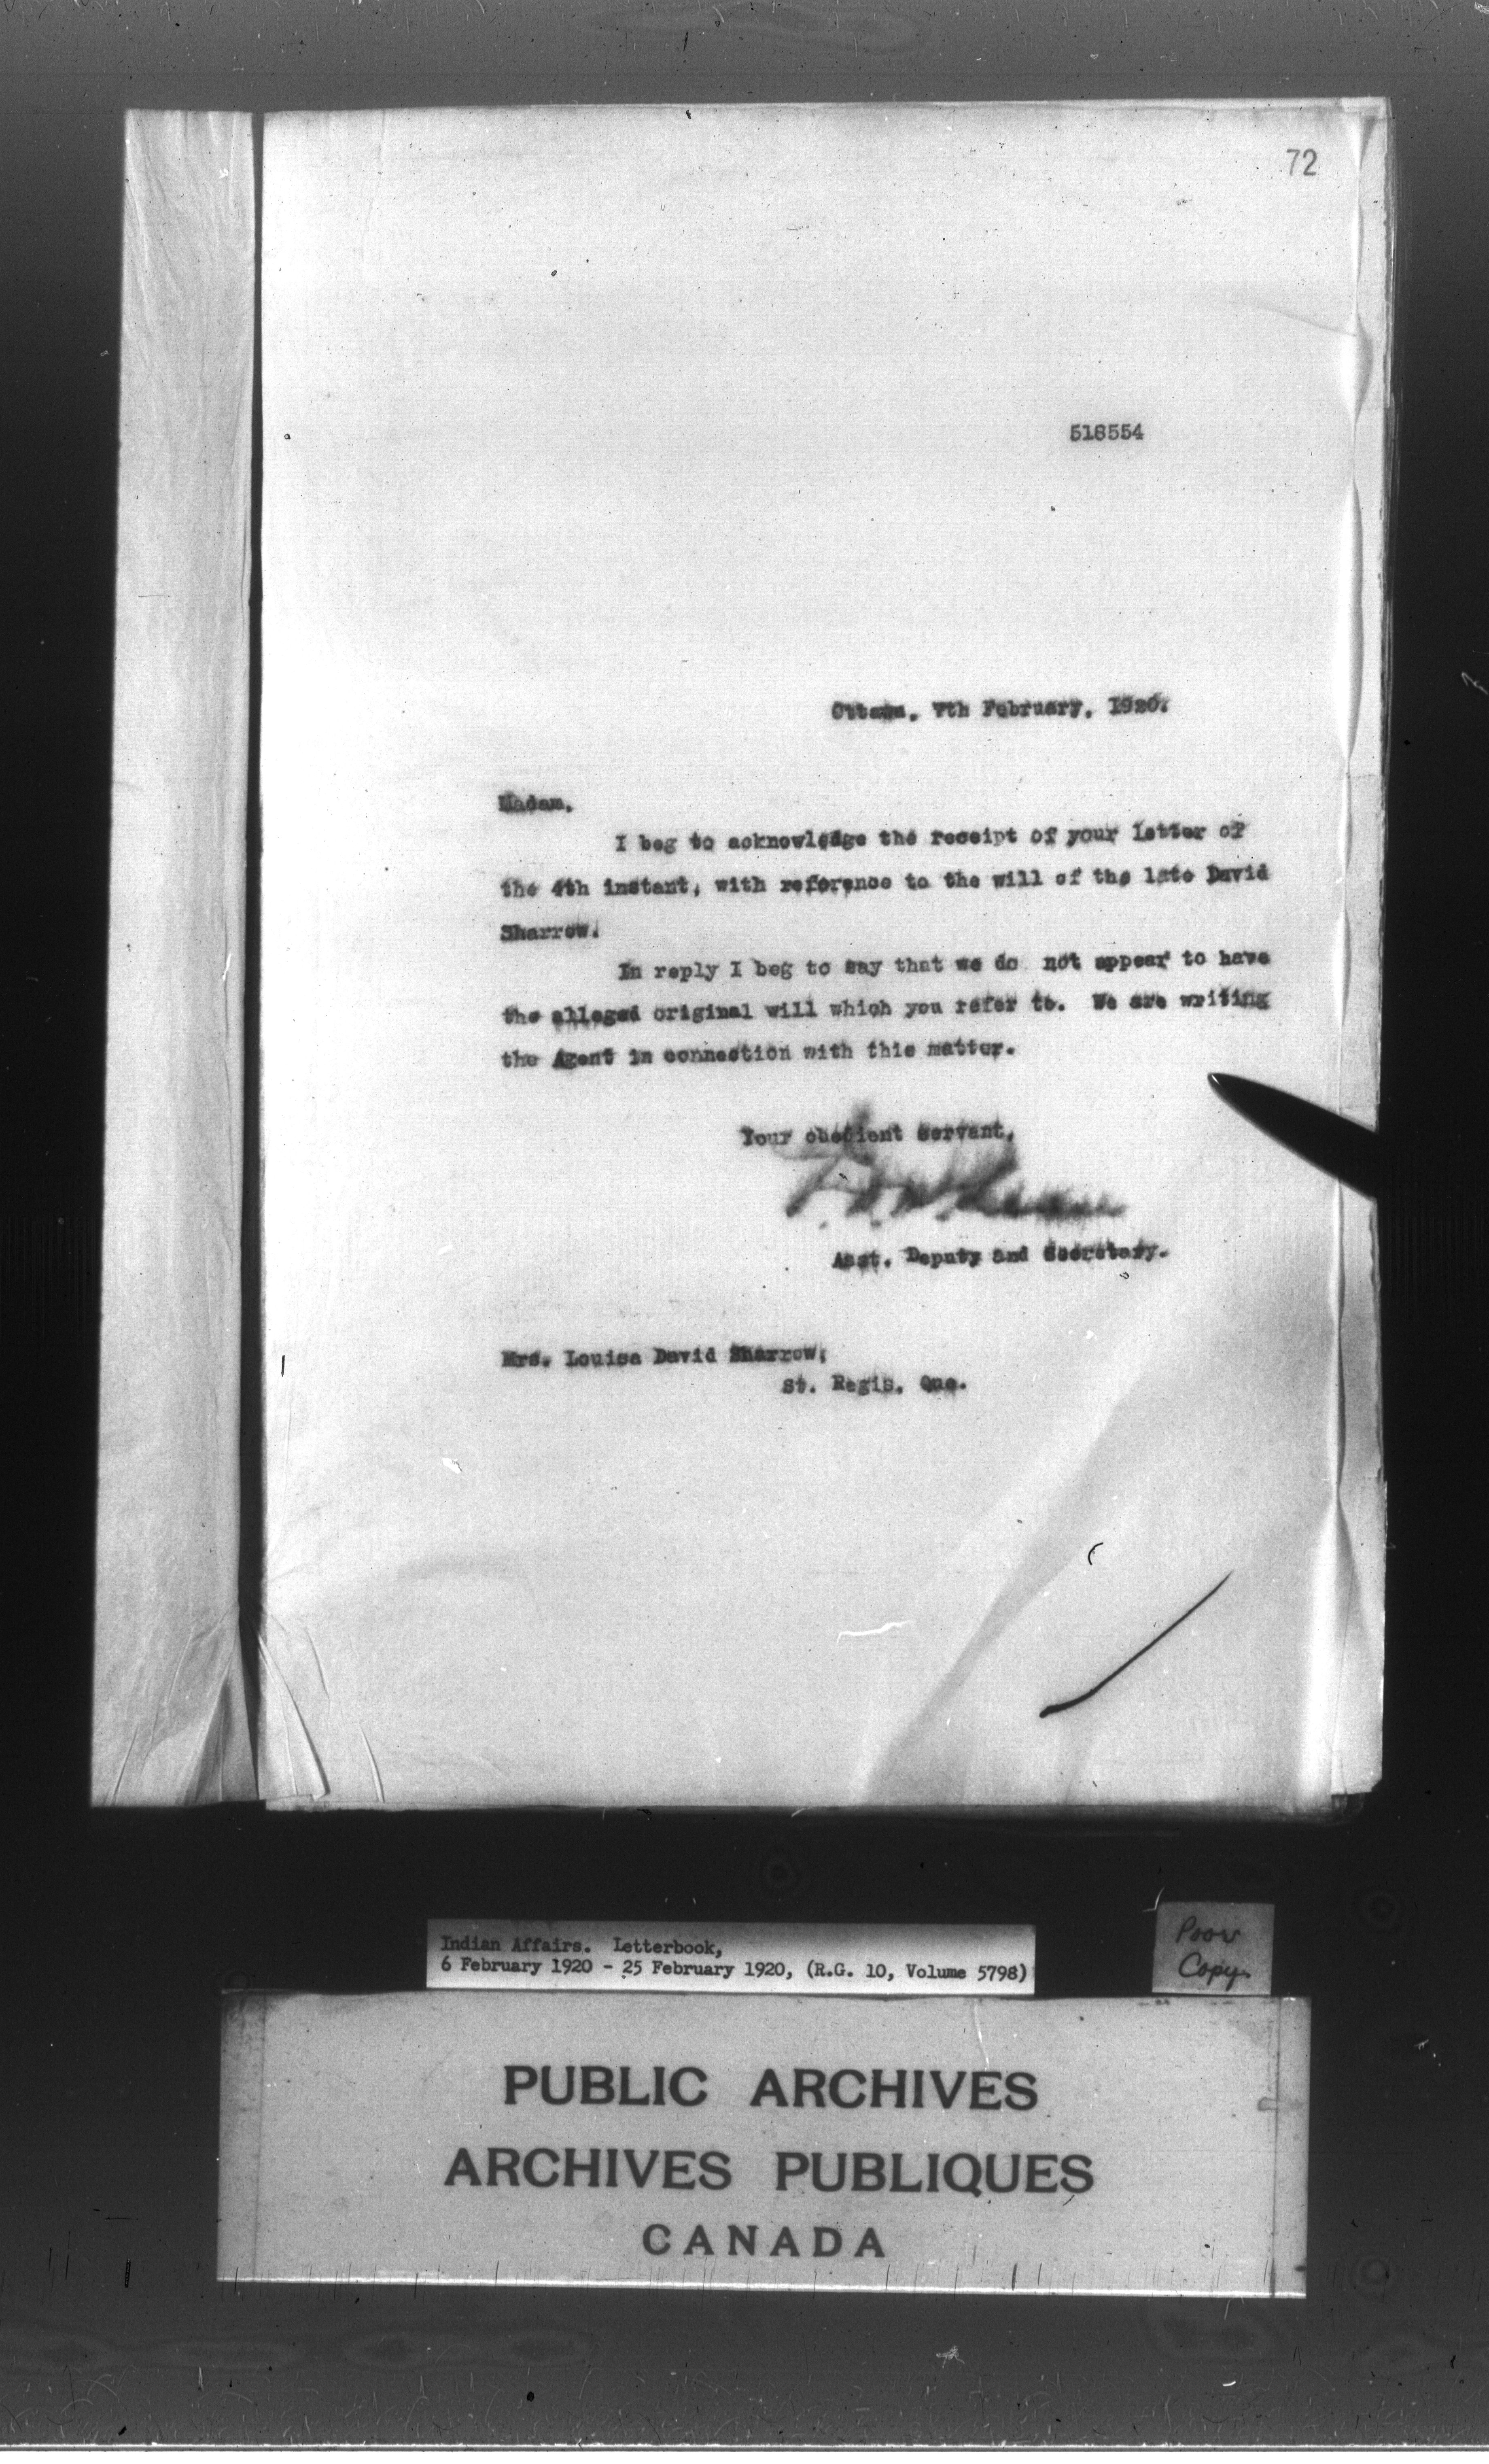 72
518554
Ottawa, 7th February, 1920.
Madam,
I beg to acknowledge the receipt of your letter of
the 4th instant, with reference to the will of the late David
Sharrow.
In reply I beg to say that we do not appear to have
the alleged original will which you refer to. We are writing
the Agent in connection with this matter.
Your obedient servant,
Asst. Deputy and Secretary.
Mrs. Louisa David Sharrow,
St. Regis, Que.
Indian Affairs. Letterbook,
6 February 1920 - 25 February 1920, (R.G. 10, Volume 5798)
Poor
Copy.
PUBLIC ARCHIVES
ARCHIVES PUBLIQUES
CANADA